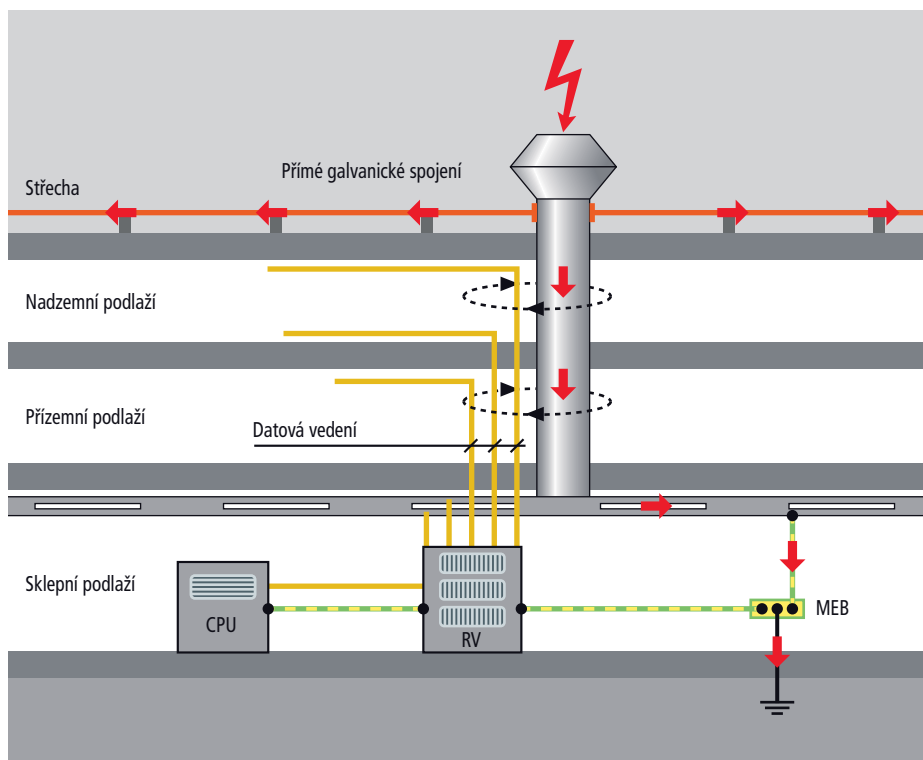 Přímé galvanické spojení
Střecha
Nadzemní podlaží
Přízemní podlaží
Datová vedení
Sklepní podlaží
CPU
RV
MEB